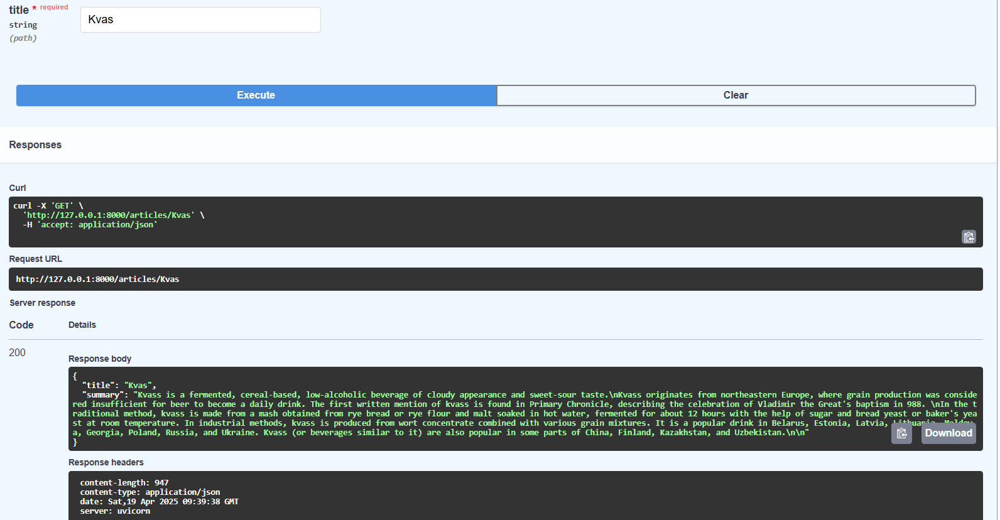 title * required
string
(path)
Kvas
Execute
Clear
Responses
Curl
curl -X 'GET' \
'http://127.0.0.1:8000/articles/Kvas' \
-H 'accept: application/json'
Request URL
http://127.0.0.1:8000/articles/Kvas
Server response
Code
Details
200
Response body
{
"title": "Kvas",
"summary": "Kvass is a fermented, cereal-based, low-alcoholic beverage of cloudy appearance and sweet-sour taste.\nKvass originates from northeastern Europe, where grain production was conside
red insufficient for beer to become a daily drink. The first written mention of kvass is found in Primary Chronicle, describing the celebration of Vladimir the Great's baptism in 988. \nIn the t
raditional method, kvass is made from a mash obtained from rye bread or rye flour and malt soaked in hot water, fermented for about 12 hours with the help of sugar and bread yeast or baker's yea
st at room temperature. In industrial methods, kvass is produced from wort concentrate combined with various grain mixtures. It is a popular drink in Belarus, Estonia, Latvia, Lithuania, Moldov
a, Georgia, Poland, Russia, and Ukraine. Kvass (or beverages similar to it) are also popular in some parts of China, Finland, Kazakhstan, and Uzbekistan.\n\n"
}
Download
Response headers
content-length: 947
content-type: application/json
date: Sat,19 Apr 2025 09:39:38 GMT
server: uvicorn